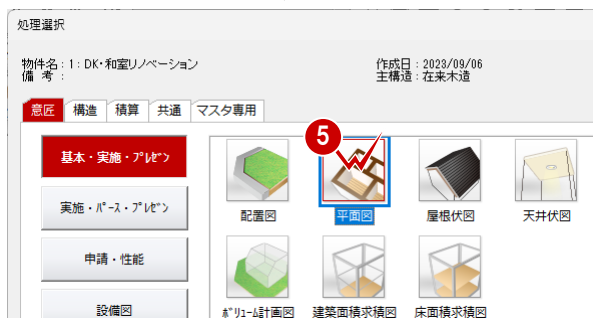 処理選択
物件名：1：DK・和室リノベーション
作成日：2023/09/06
備　考：
主構造：在来木造
意匠 構造 積算 共通 マスタ専用
5
基本・実施・ﾌﾟﾚｾﾞﾝ
実施・ﾊﾟｰｽ・ﾌﾟﾚｾﾞﾝ
申請・性能
設備図
配置図 平面図 屋根伏図 天井伏図
ﾎﾞﾘｭｰﾑ計画図 建築面積求積図 床面積求積図